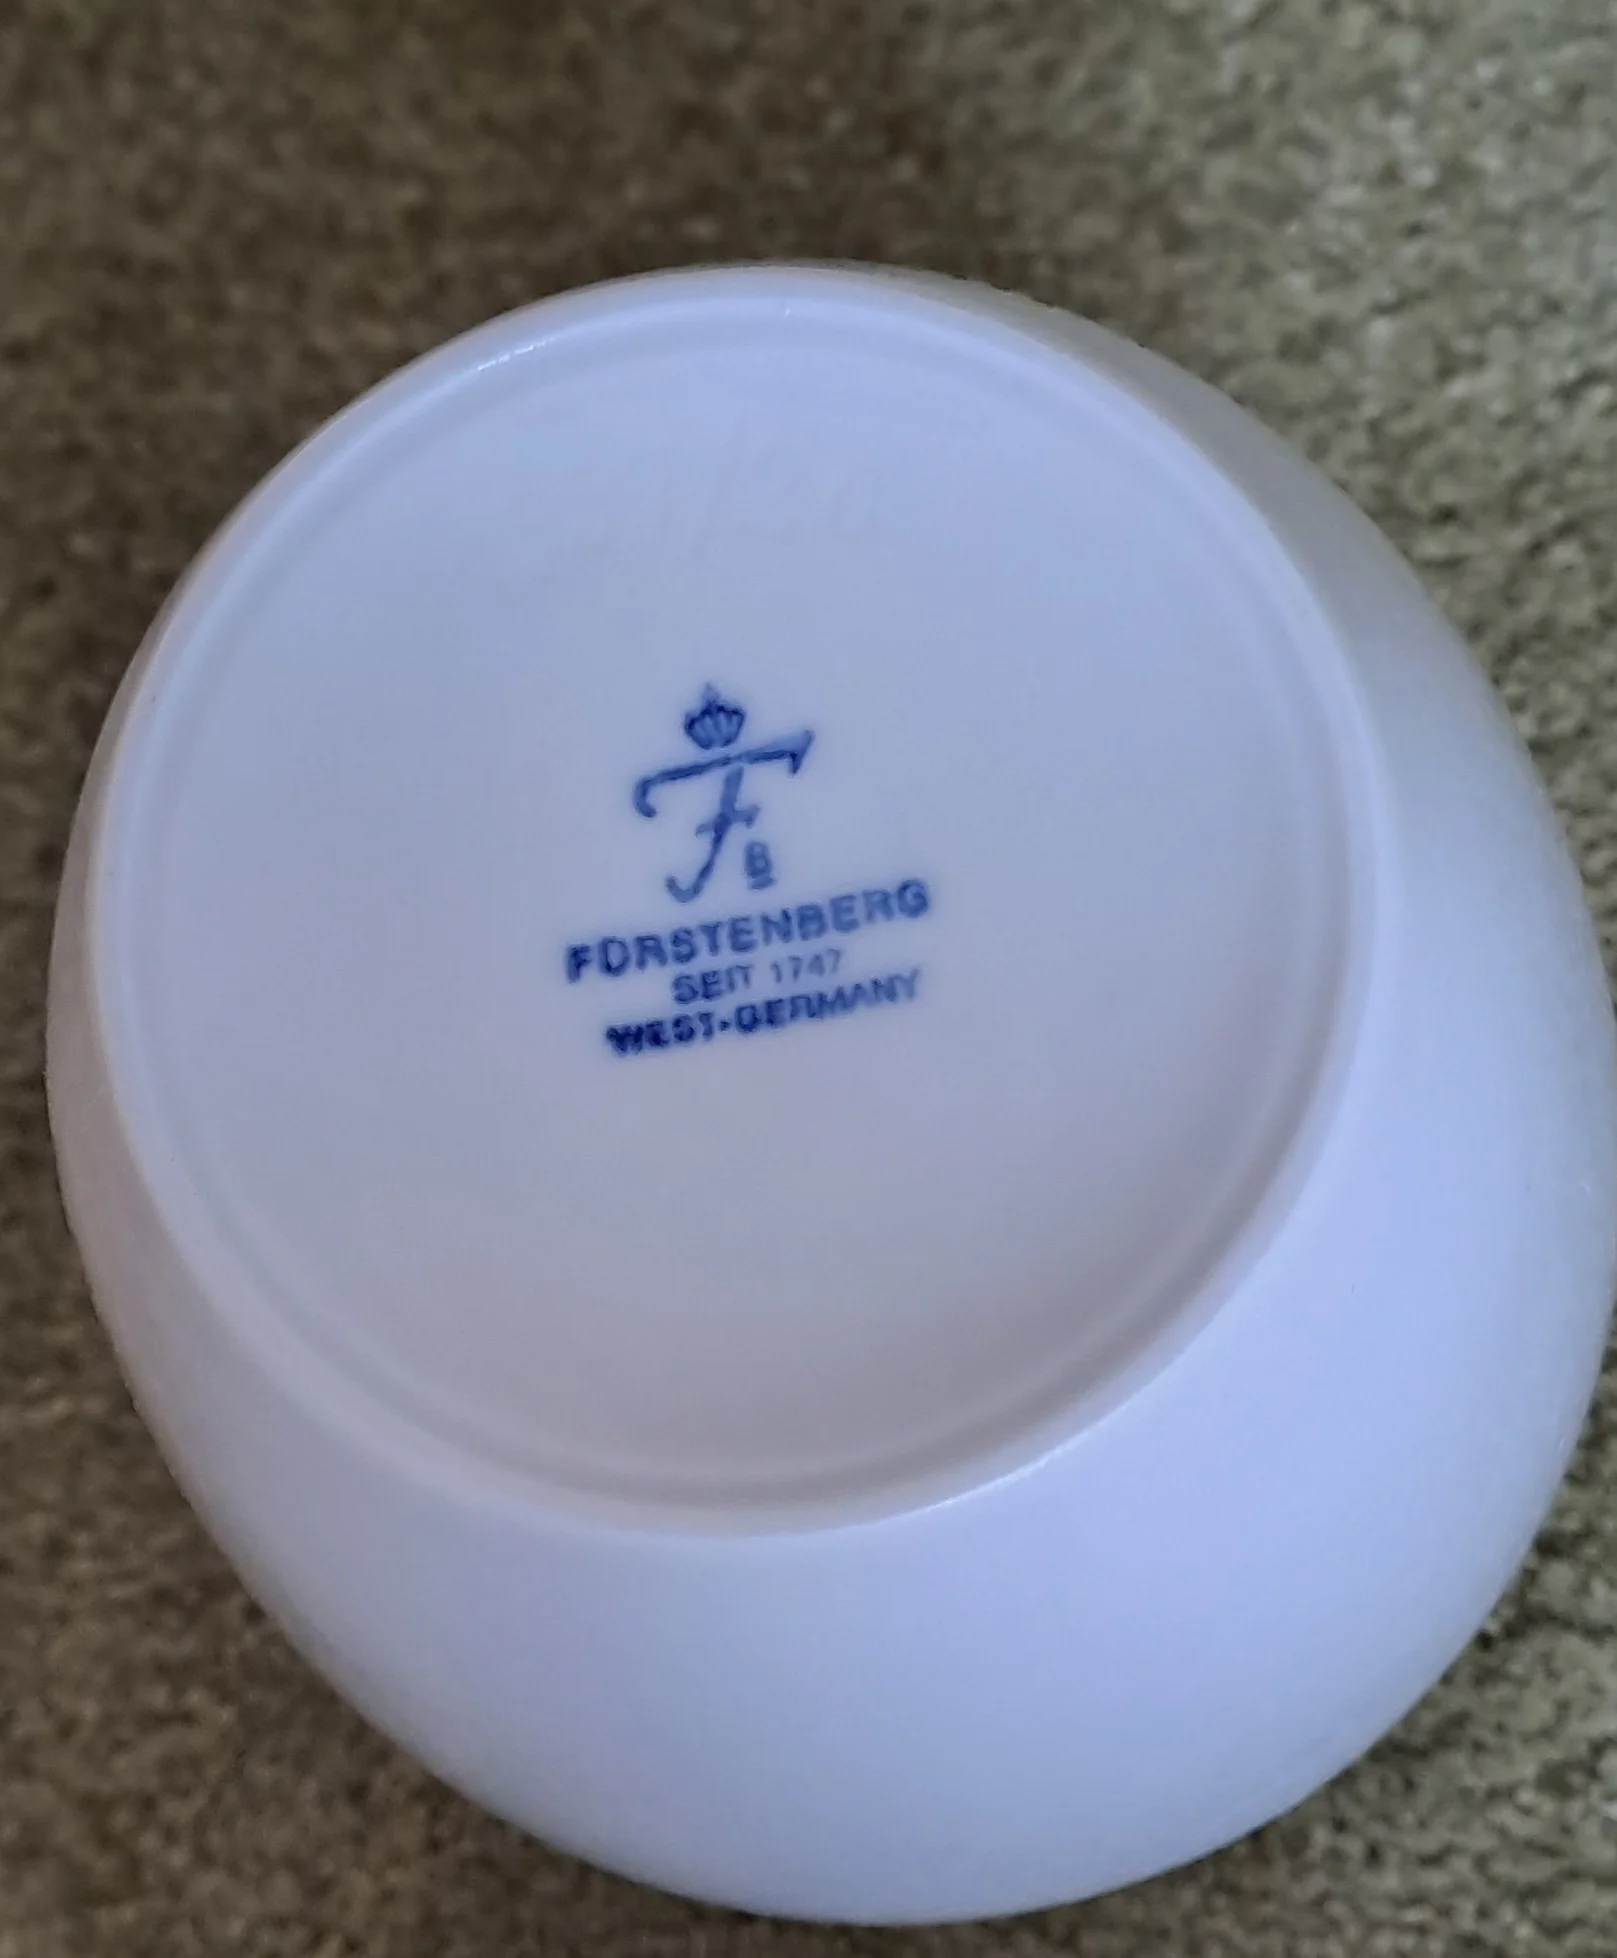 F
B
FÜRSTENBERG
SEIT 1747
WEST-GERMANY